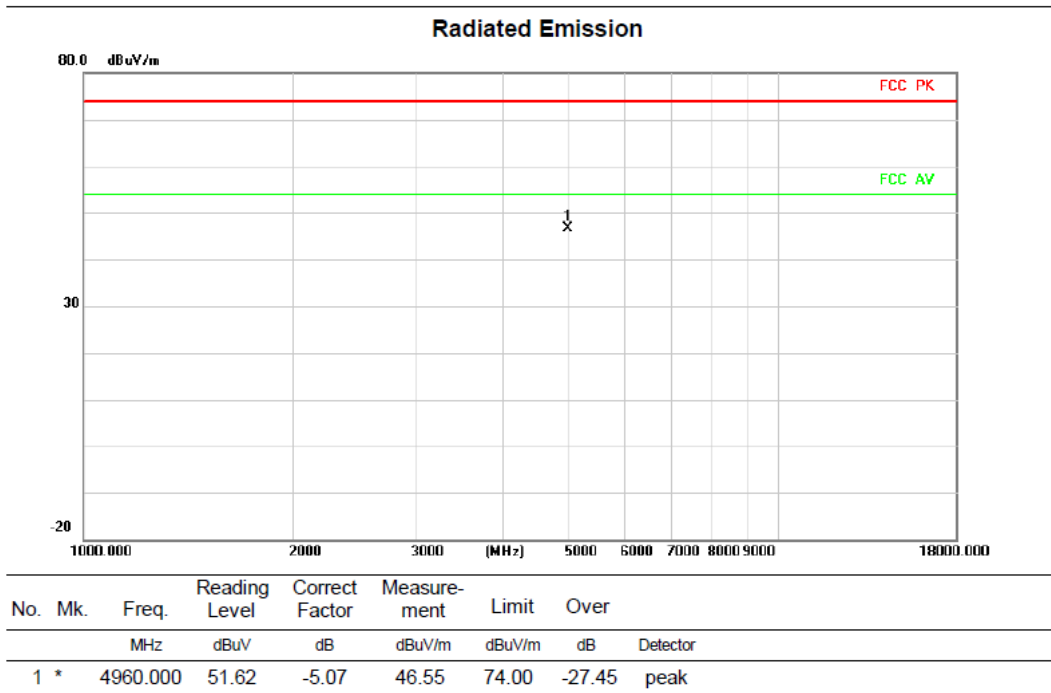 Radiated Emission
80.0 dBuV/m
FCC PK
FCC AV
1
30
-20
1000.000 2000 3000 (MHz) 5000 6000 7000 8000 9000 18000.000
No. Mk. Freq. Reading Level Correct Factor Measure-ment Limit Over
MHz dBuV dB dBuV/m dBuV/m dB Detector
1 * 4960.000 51.62 -5.07 46.55 74.00 -27.45 peak